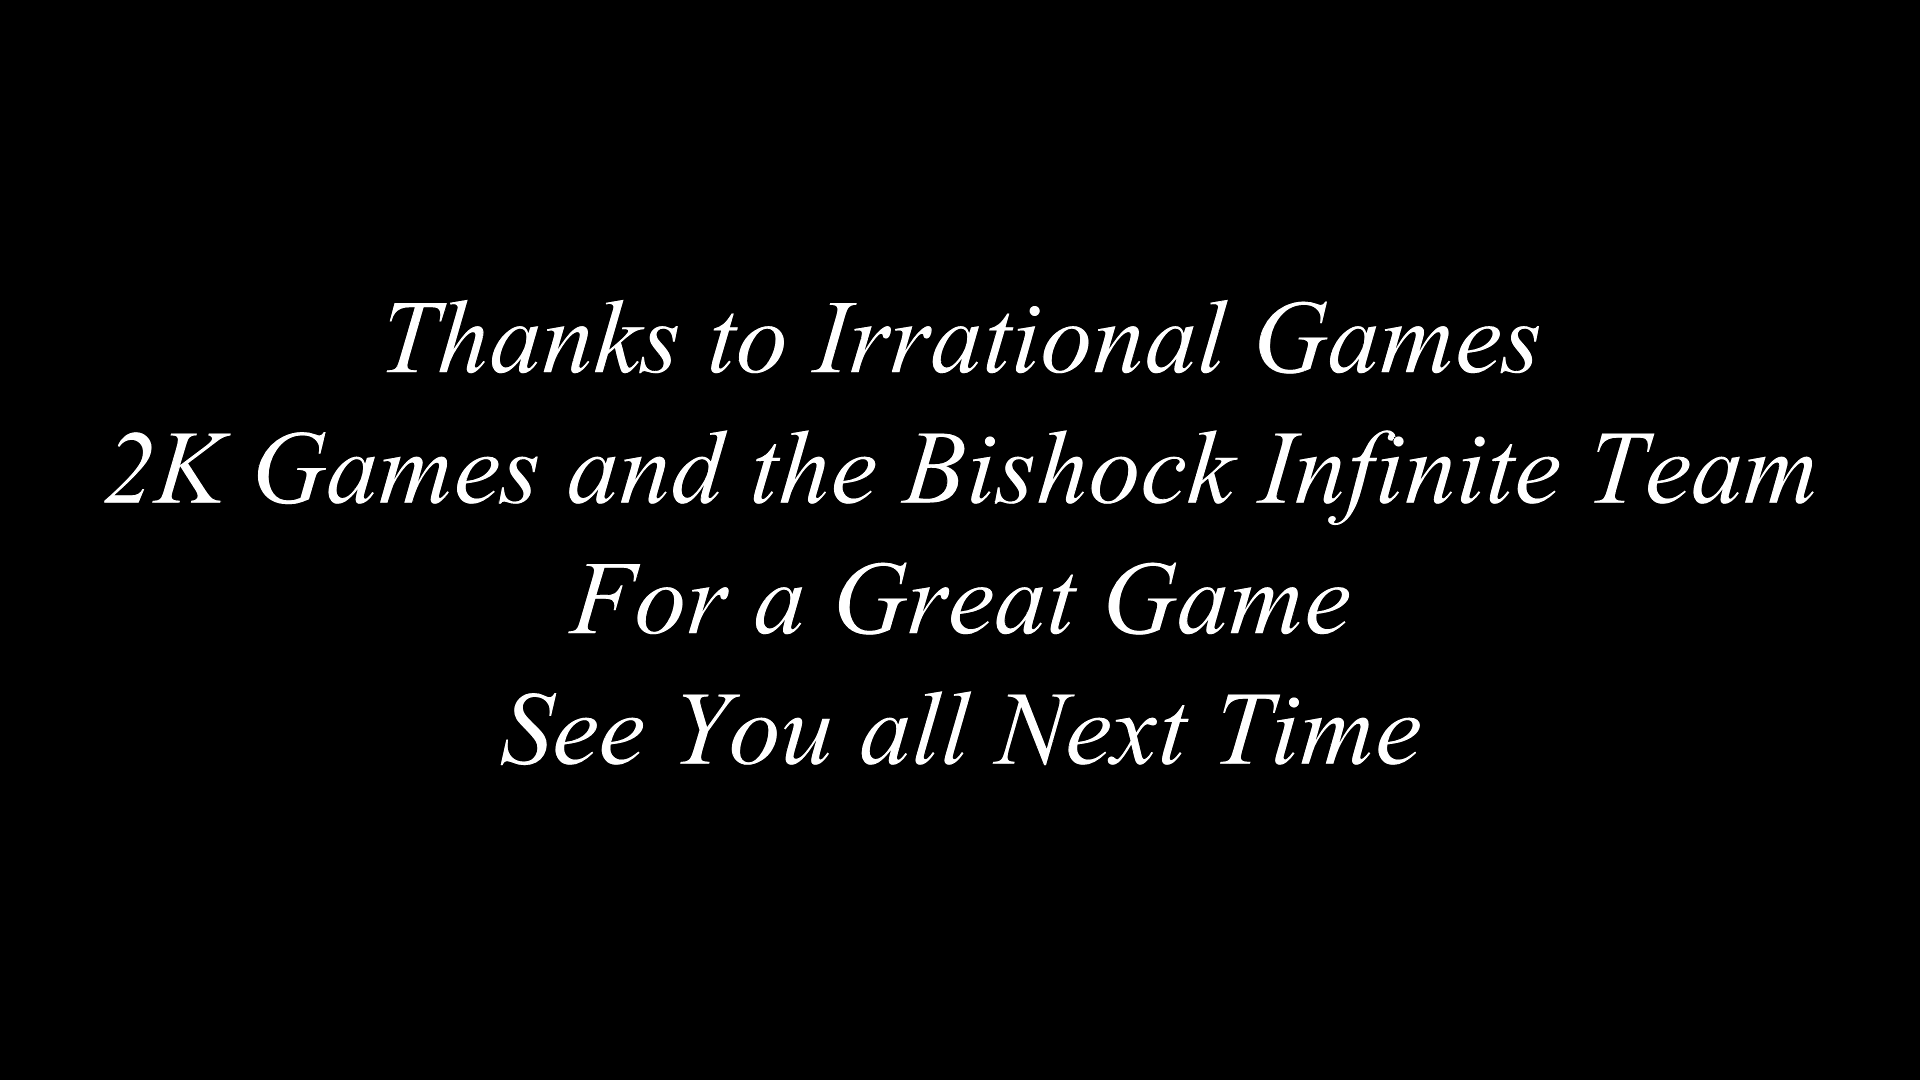 Thanks to Irrational Games
2K Games and the Bishock Infinite Team
For a Great Game
See You all Next Time